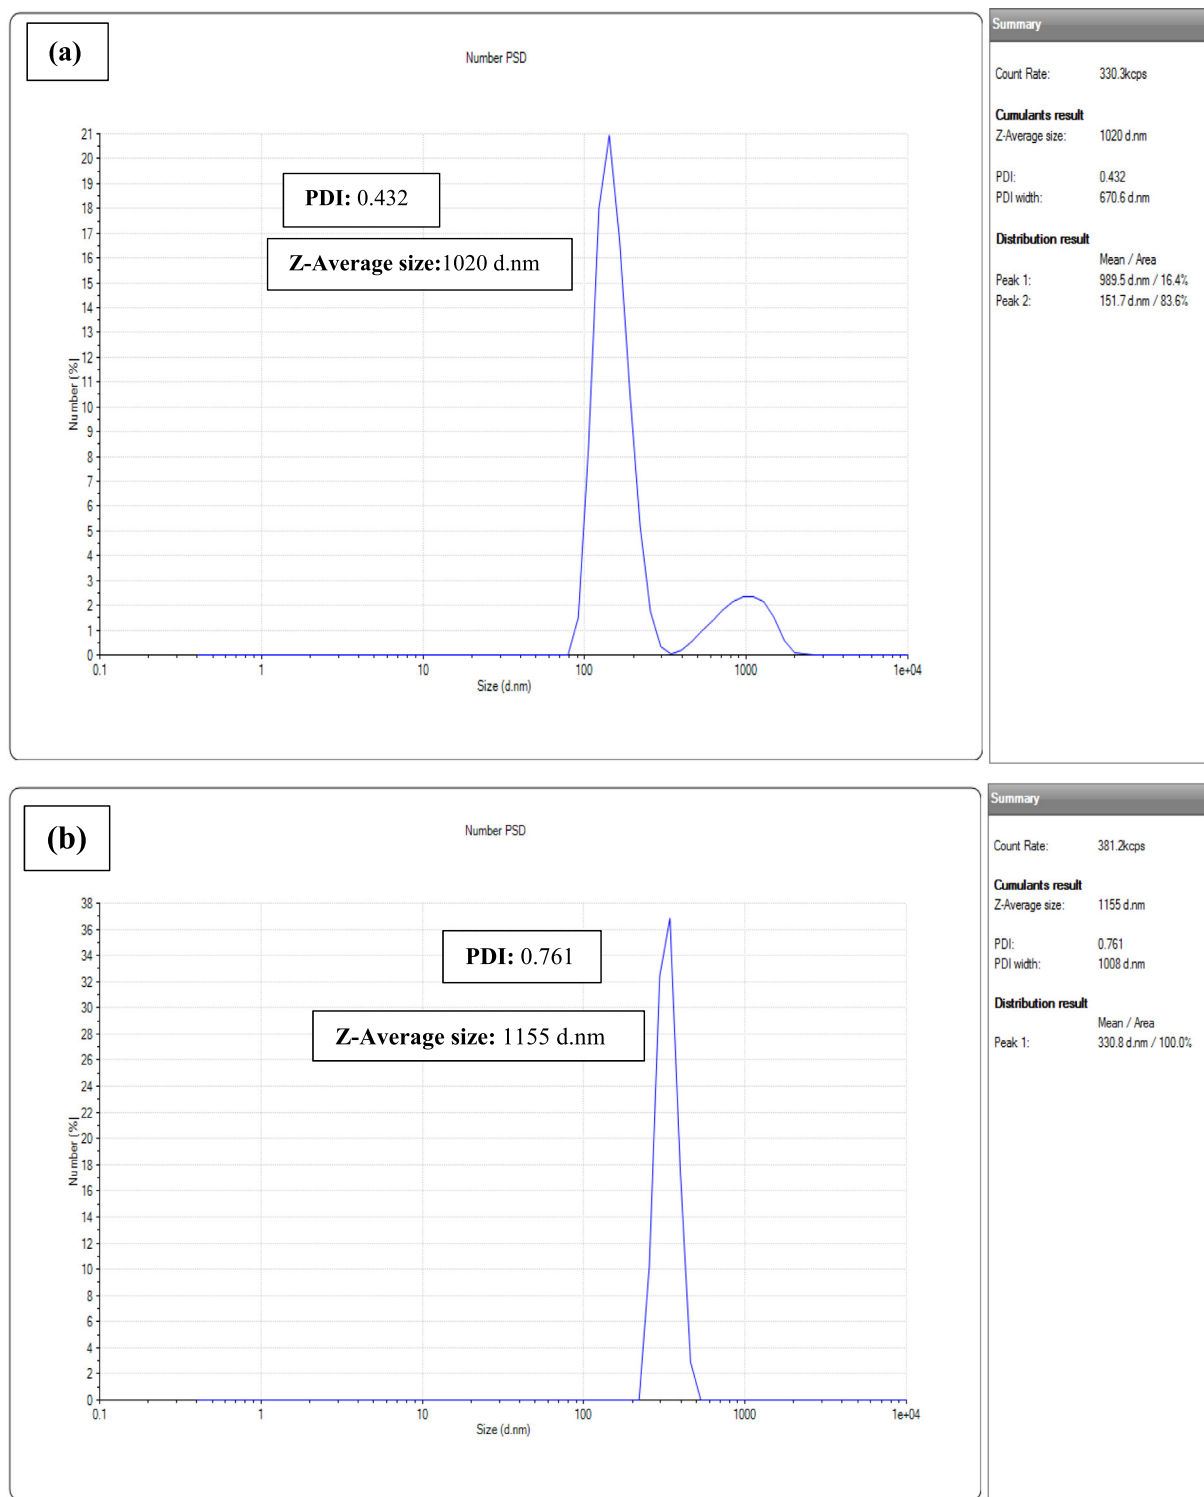 (a)
Number PSD
PDI: 0.432
Z-Average size:1020 d.nm
21
20
19
18
17
16
15
14
13
12
11
10
9
8
7
6
5
4
3
2
1
0
Number [%]
0.1 1 10 100 1000 1e+04
Size (d.nm)
Summary
Count Rate: 330.3kcps
Cumulants result
Z-Average size: 1020 d.nm
PDI: 0.432
PDI width: 670.6 d.nm
Distribution result
Mean / Area
Peak 1: 989.5 d.nm / 16.4%
Peak 2: 151.7 d.nm / 83.6%
(b)
Number PSD
PDI: 0.761
Z-Average size: 1155 d.nm
38
36
34
32
30
28
26
24
22
20
18
16
14
12
10
8
6
4
2
0
Number [%]
0.1 1 10 100 1000 1e+04
Size (d.nm)
Summary
Count Rate: 381.2kcps
Cumulants result
Z-Average size: 1155 d.nm
PDI: 0.761
PDI width: 1008 d.nm
Distribution result
Mean / Area
Peak 1: 330.8 d.nm / 100.0%